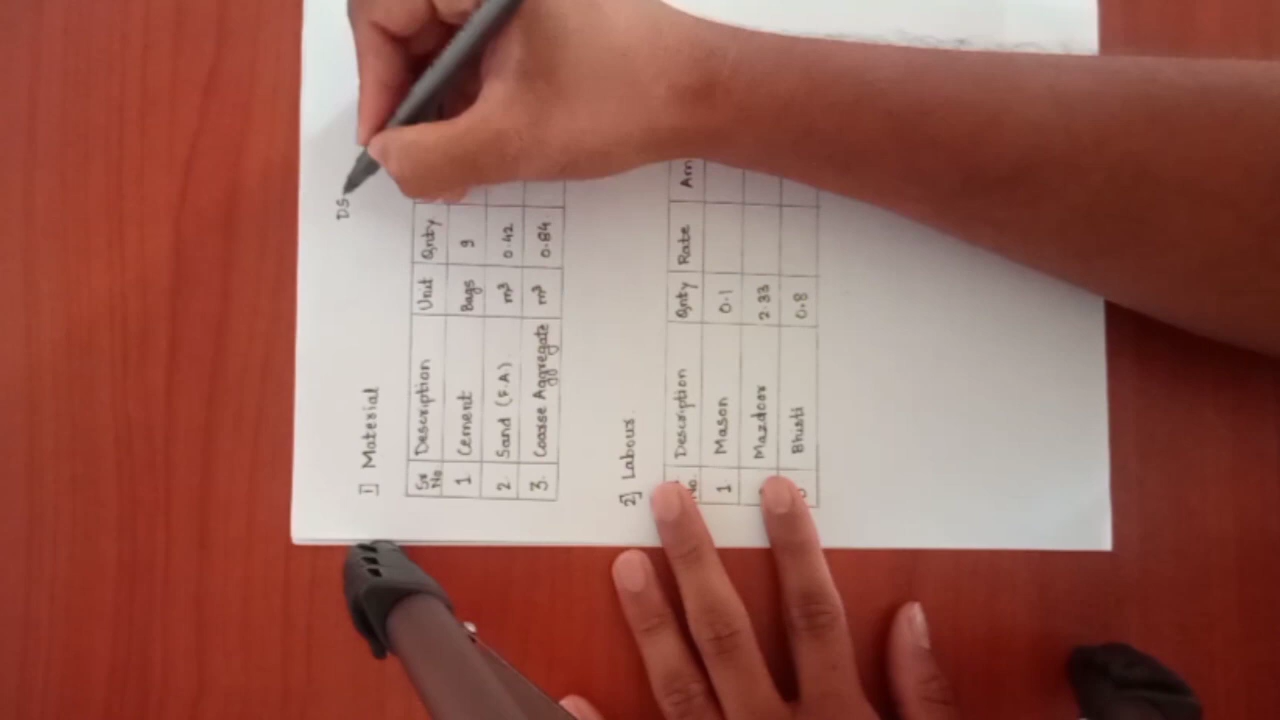 DS
1] Material
Sr No Description Unit Qnty
1 Cement Bags 9
2. Sand (F.A) m³ 0.42
3. Coarse Aggregate m³ 0.84
2] Labour.
No. Description Qnty Rate Am
1 Mason 0.1
Mazdoor 2.33
Bhisti 0.8